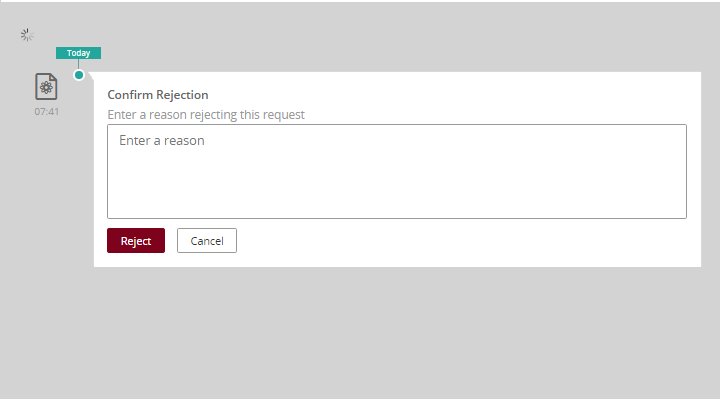 Today
07:41
Confirm Rejection
Enter a reason rejecting this request
Enter a reason
Reject
Cancel